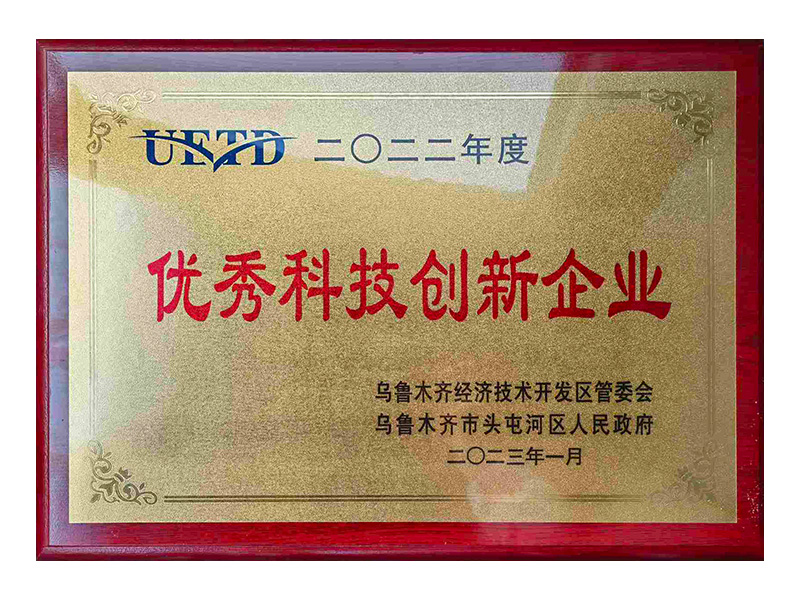 UETD 二〇二二年度
优秀科技创新企业
乌鲁木齐经济技术开发区管委会
乌鲁木齐市头屯河区人民政府
二〇二三年一月